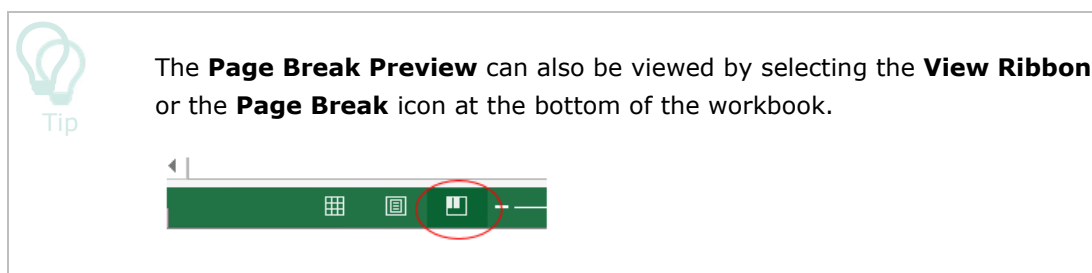 The Page Break Preview can also be viewed by selecting the View Ribbon
or the Page Break icon at the bottom of the workbook.
Tip